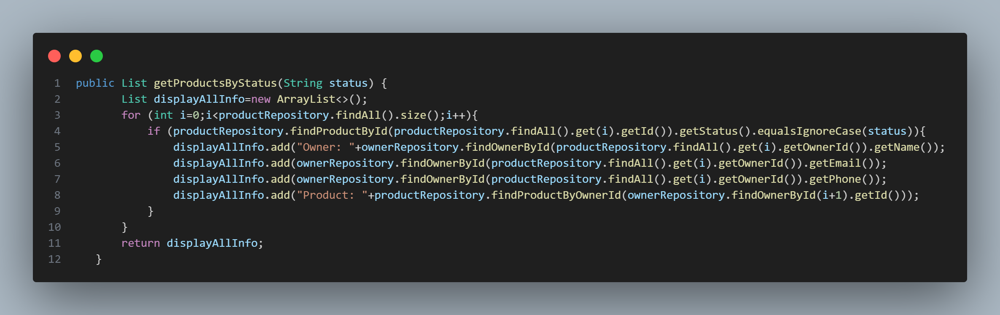 1 public List getProductsByStatus(String status) {
2 List displayAllInfo=new ArrayList<>();
3 for (int i=0;i<productRepository.findAll().size();i++){
4 if (productRepository.findProductById(productRepository.findAll().get(i).getId()).getStatus().equalsIgnoreCase(status)){
5 displayAllInfo.add("Owner: "+ownerRepository.findOwnerById(productRepository.findAll().get(i).getOwnerId()).getName());
6 displayAllInfo.add(ownerRepository.findOwnerById(productRepository.findAll().get(i).getOwnerId()).getEmail());
7 displayAllInfo.add(ownerRepository.findOwnerById(productRepository.findAll().get(i).getOwnerId()).getPhone());
8 displayAllInfo.add("Product: "+productRepository.findProductByOwnerId(ownerRepository.findOwnerById(i+1).getId()));
9 }
10 }
11 return displayAllInfo;
12 }